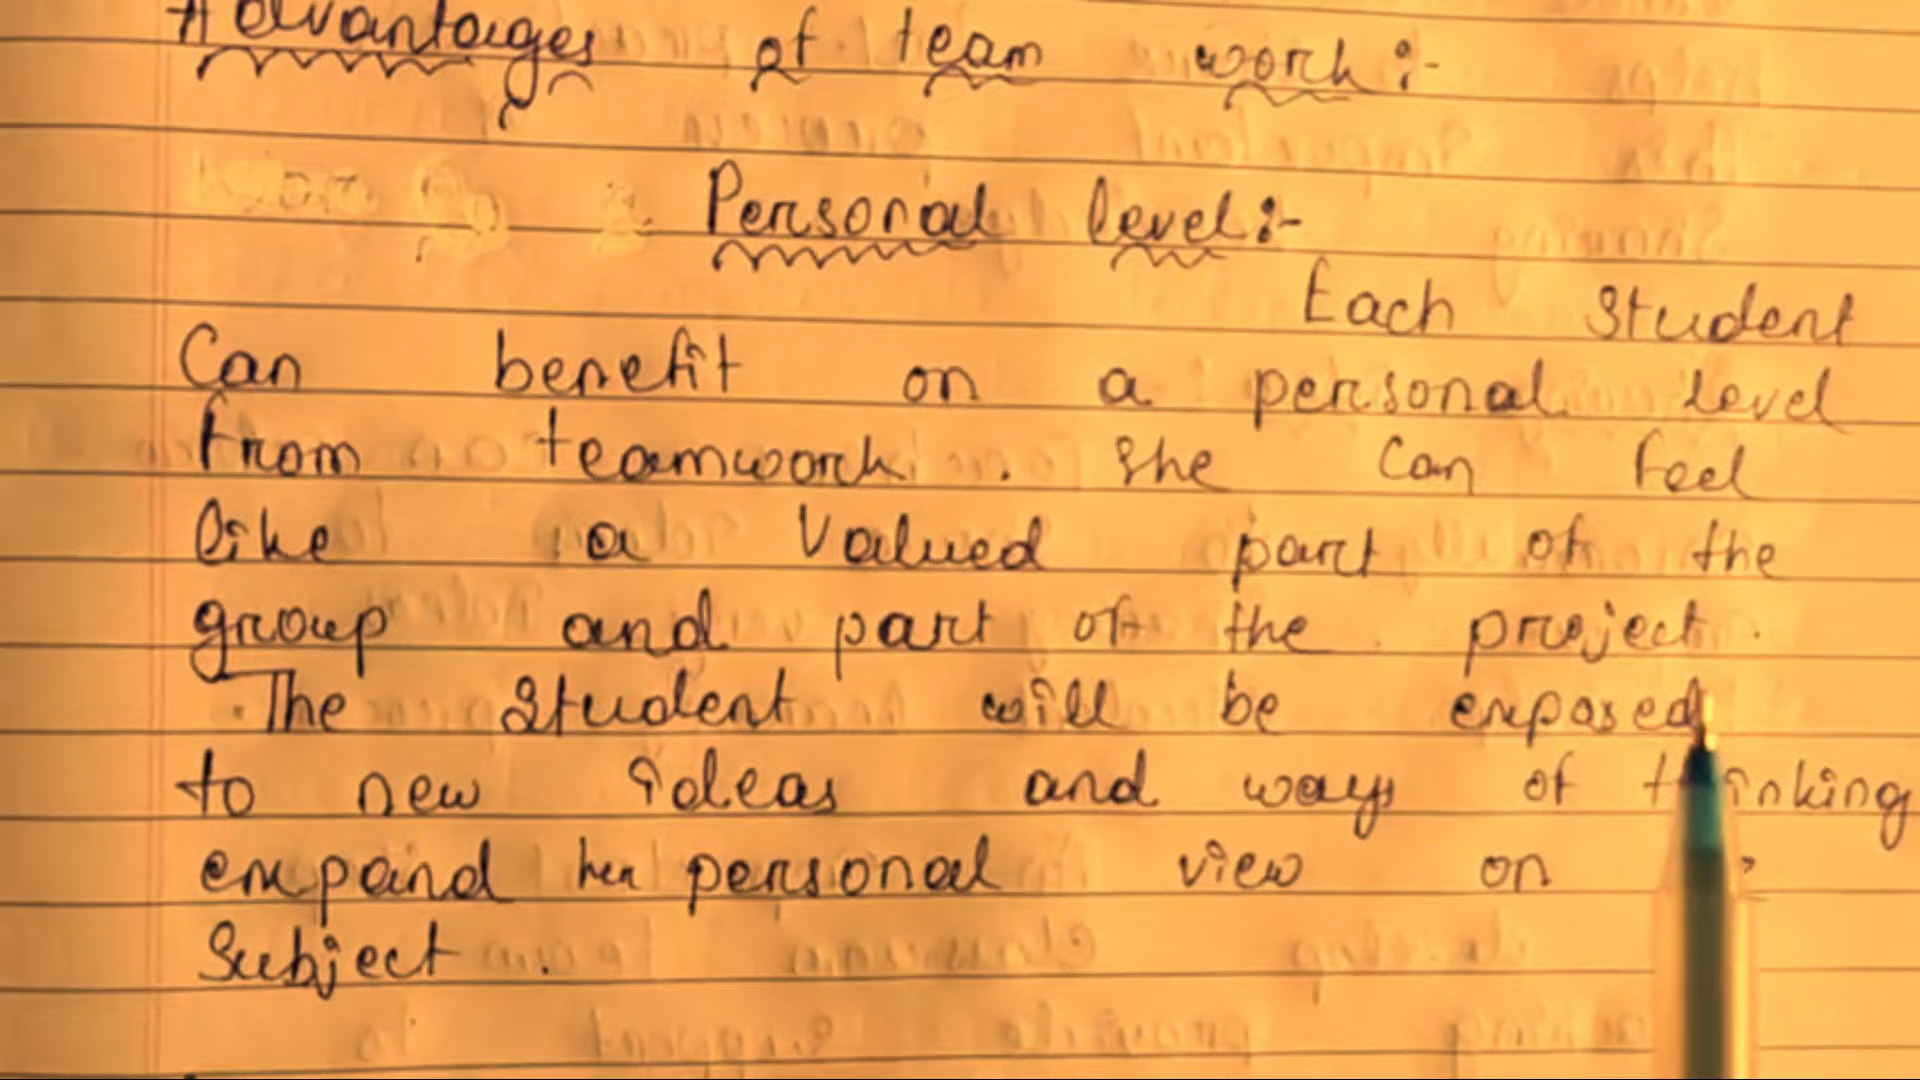 Advantages of team work :-
Personal level :-
Each Student
Can benefit on a personal level
from teamwork . She Can feel
like a Valued part of the
group and part of the project .
The Student will be exposed
to new ideas and ways of thinking
expand her personal view on
Subject .